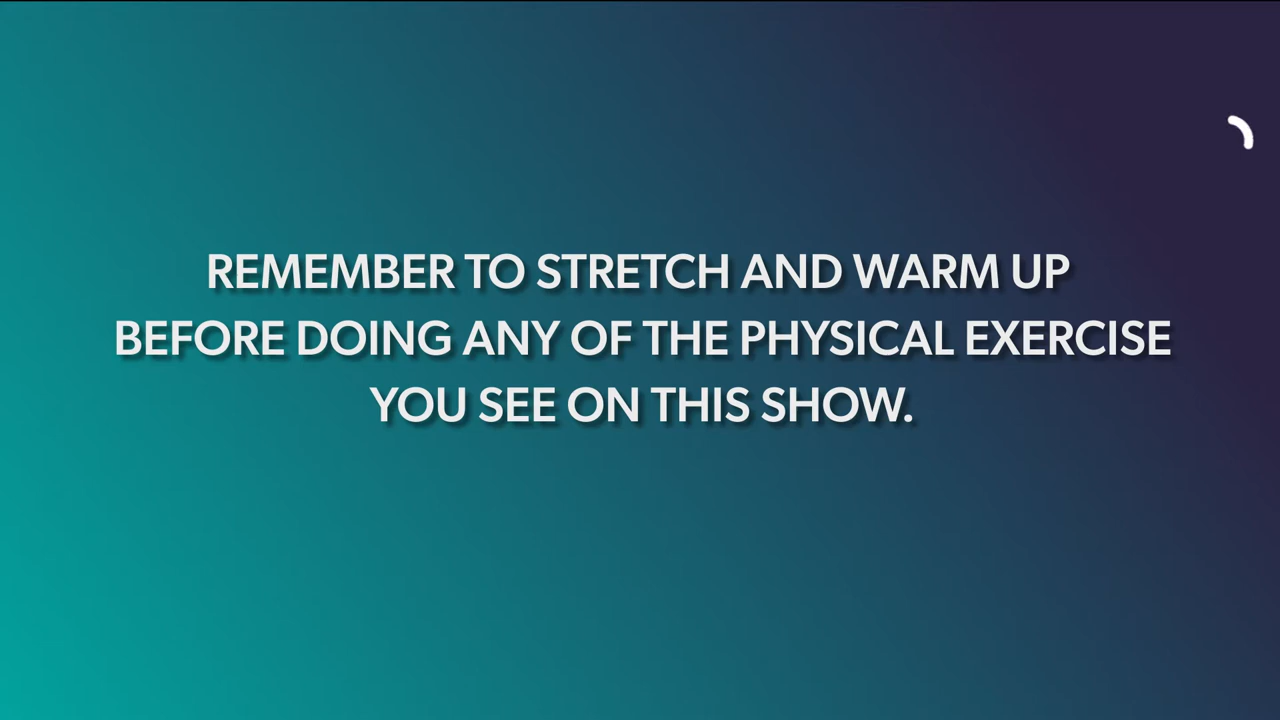 REMEMBER TO STRETCH AND WARM UP
BEFORE DOING ANY OF THE PHYSICAL EXERCISE
YOU SEE ON THIS SHOW.